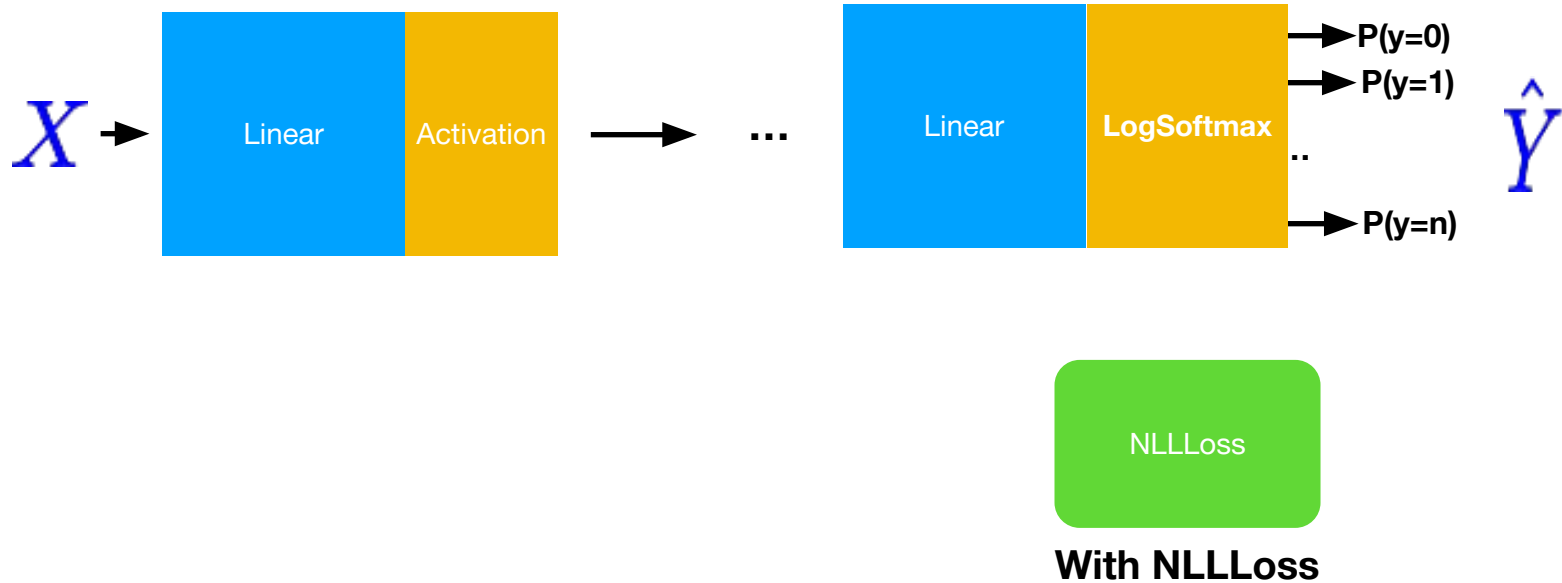 X
Linear
Activation
...
Linear
LogSoftmax
P(y=0)
P(y=1)
..
P(y=n)
Ŷ
NLLLoss
With NLLLoss